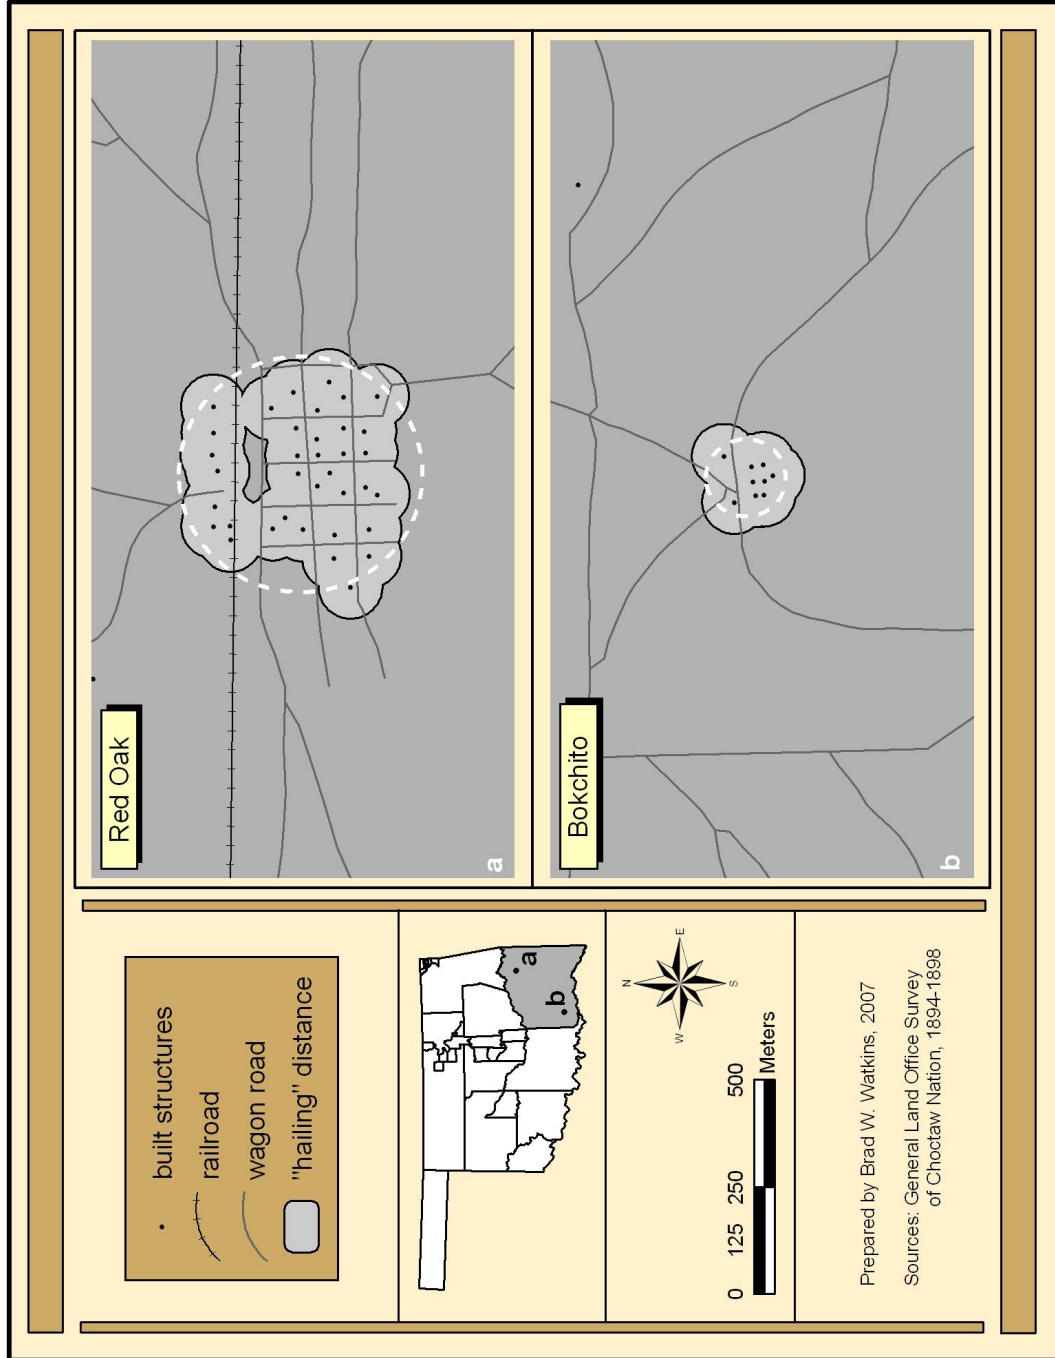 built structures
railroad
wagon road
"hailing" distance
a
b
N
W
E
S
0 125 250 500
Meters
Prepared by Brad W. Watkins, 2007
Sources: General Land Office Survey
of Choctaw Nation, 1894-1898
Red Oak
a
Bokchito
b